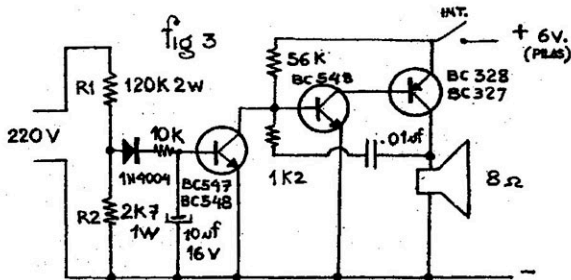 fig 3
INT.
+ 6V.
(PILAS)
56K
BC548
BC328
BC327
R1
120K 2W
220V
10K
1N4004
BC547
BC548
.01uf
1K2
8Ω
R2
2K7
1W
10uf
16V
-